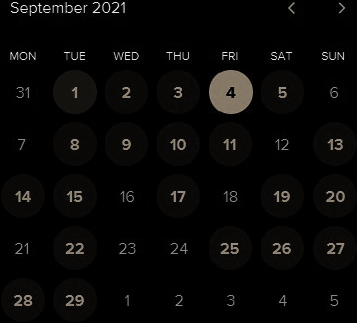 September 2021
MON TUE WED THU FRI SAT SUN
31 1 2 3 4 5 6
7 8 9 10 11 12 13
14 15 16 17 18 19 20
21 22 23 24 25 26 27
28 29 1 2 3 4 5